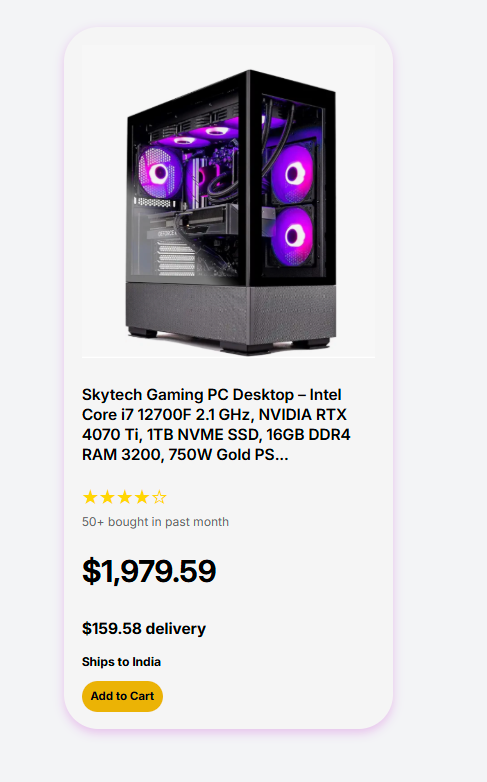 GEFORCE
Skytech Gaming PC Desktop – Intel
Core i7 12700F 2.1 GHz, NVIDIA RTX
4070 Ti, 1TB NVME SSD, 16GB DDR4
RAM 3200, 750W Gold PS...
★★★★☆
50+ bought in past month
$1,979.59
$159.58 delivery
Ships to India
Add to Cart